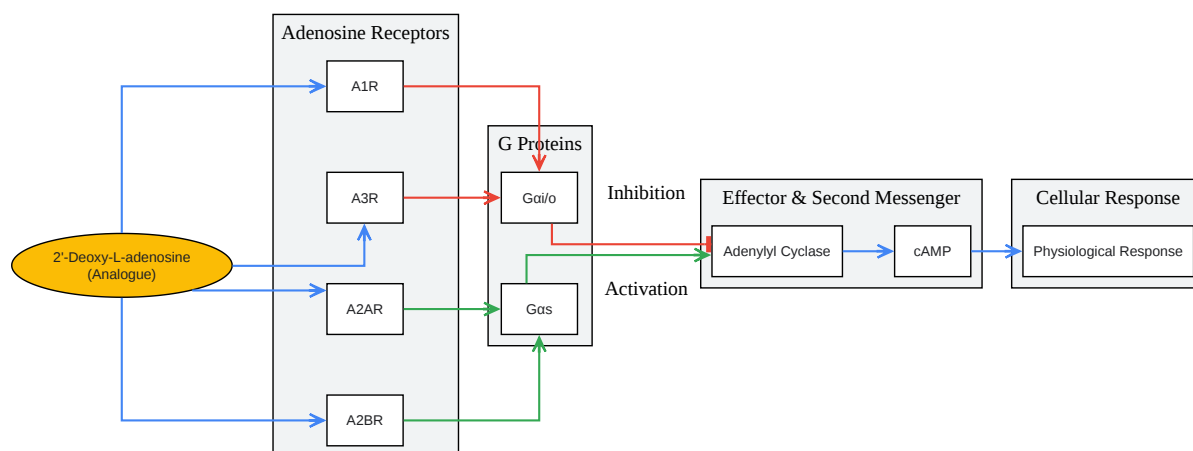 Adenosine Receptors
A1R
G Proteins
A3R
Gαi/o
Inhibition
Effector & Second Messenger
Cellular Response
2'-Deoxy-L-adenosine
(Analogue)
Adenylyl Cyclase
cAMP
Physiological Response
Activation
A2AR
Gαs
A2BR